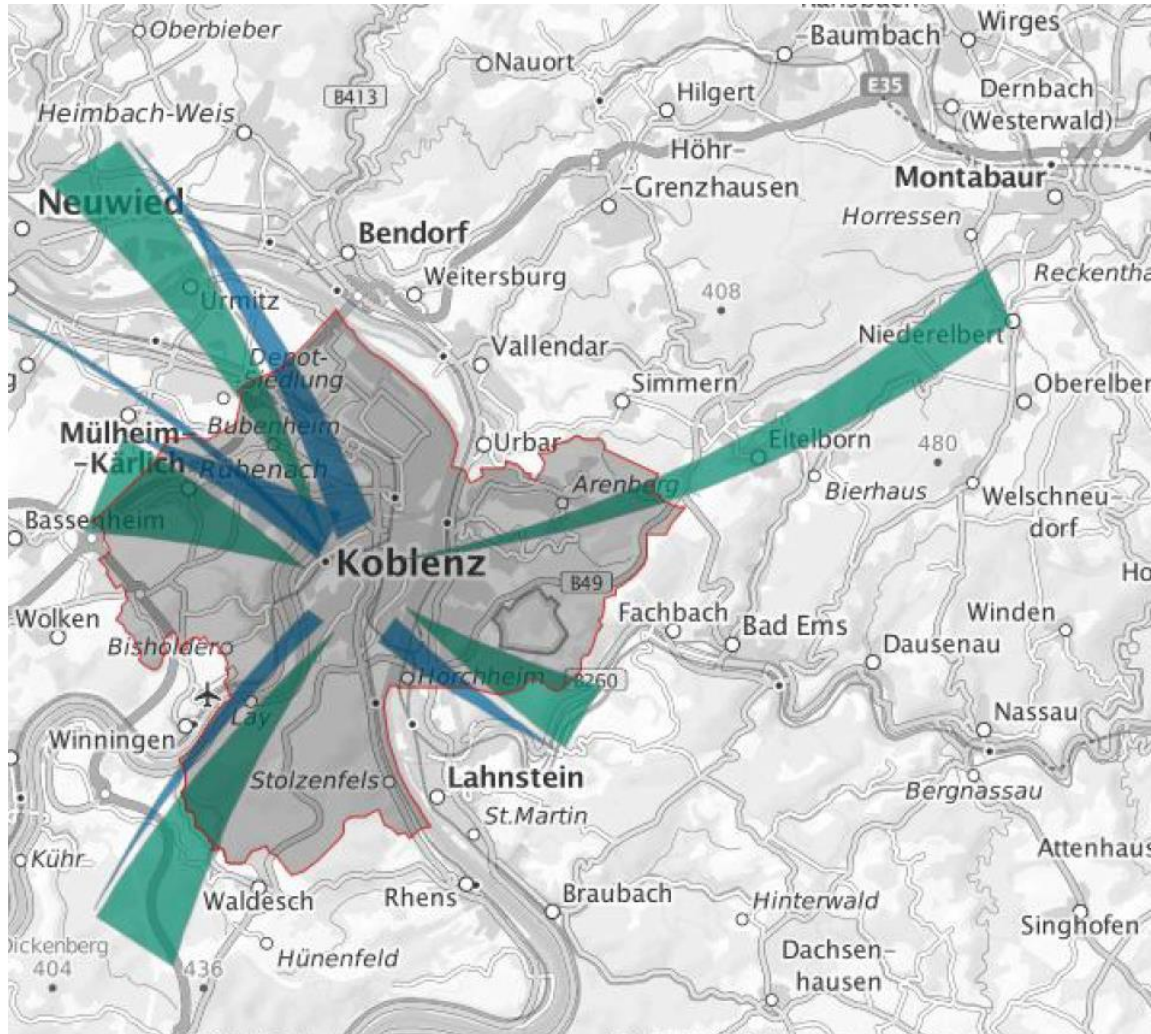 Oberbieber
Baumbach
Wirges
Nauort
B413
Hilgert
E35
Dernbach
(Westerwald)
Heimbach-Weis
Höhr-
-Grenzhausen
Montabaur
Neuwied
Horressen
Bendorf
Weitersburg
408
Reckentha
Urmitz
Niederelbert
Vallendar
Depot-
Siedlung
Simmern
Oberelber
Bubenheim
Mülheim-
-Kärlich
Urbar
Eitelborn
480
Rübenach
Arenberg
Bierhaus
Welschneu-
dorf
Bassenheim
Koblenz
B49
Ho
Wolken
Fachbach
Bad Ems
Winden
Bisholder
Dausenau
Horchheim
B260
Lay
Nassau
Winningen
Stolzenfels
Lahnstein
Bergnassau
St.Martin
Kühr
Attenhaus
Waldesch
Rhens
Braubach
Hinterwald
Singhofen
Dickenberg
404
436
Hünenfeld
Dachsen-
hausen